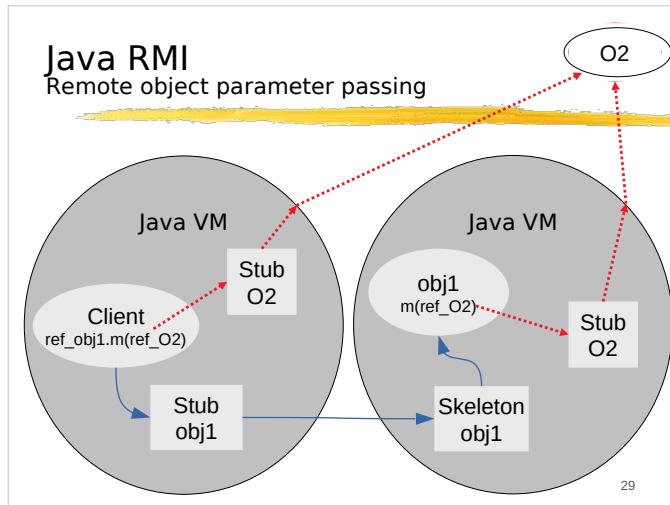 Java RMI
Remote object parameter passing
O2
Java VM
Stub
O2
Client
ref_obj1.m(ref_O2)
Stub
obj1
Java VM
obj1
m(ref_O2)
Stub
O2
Skeleton
obj1
29